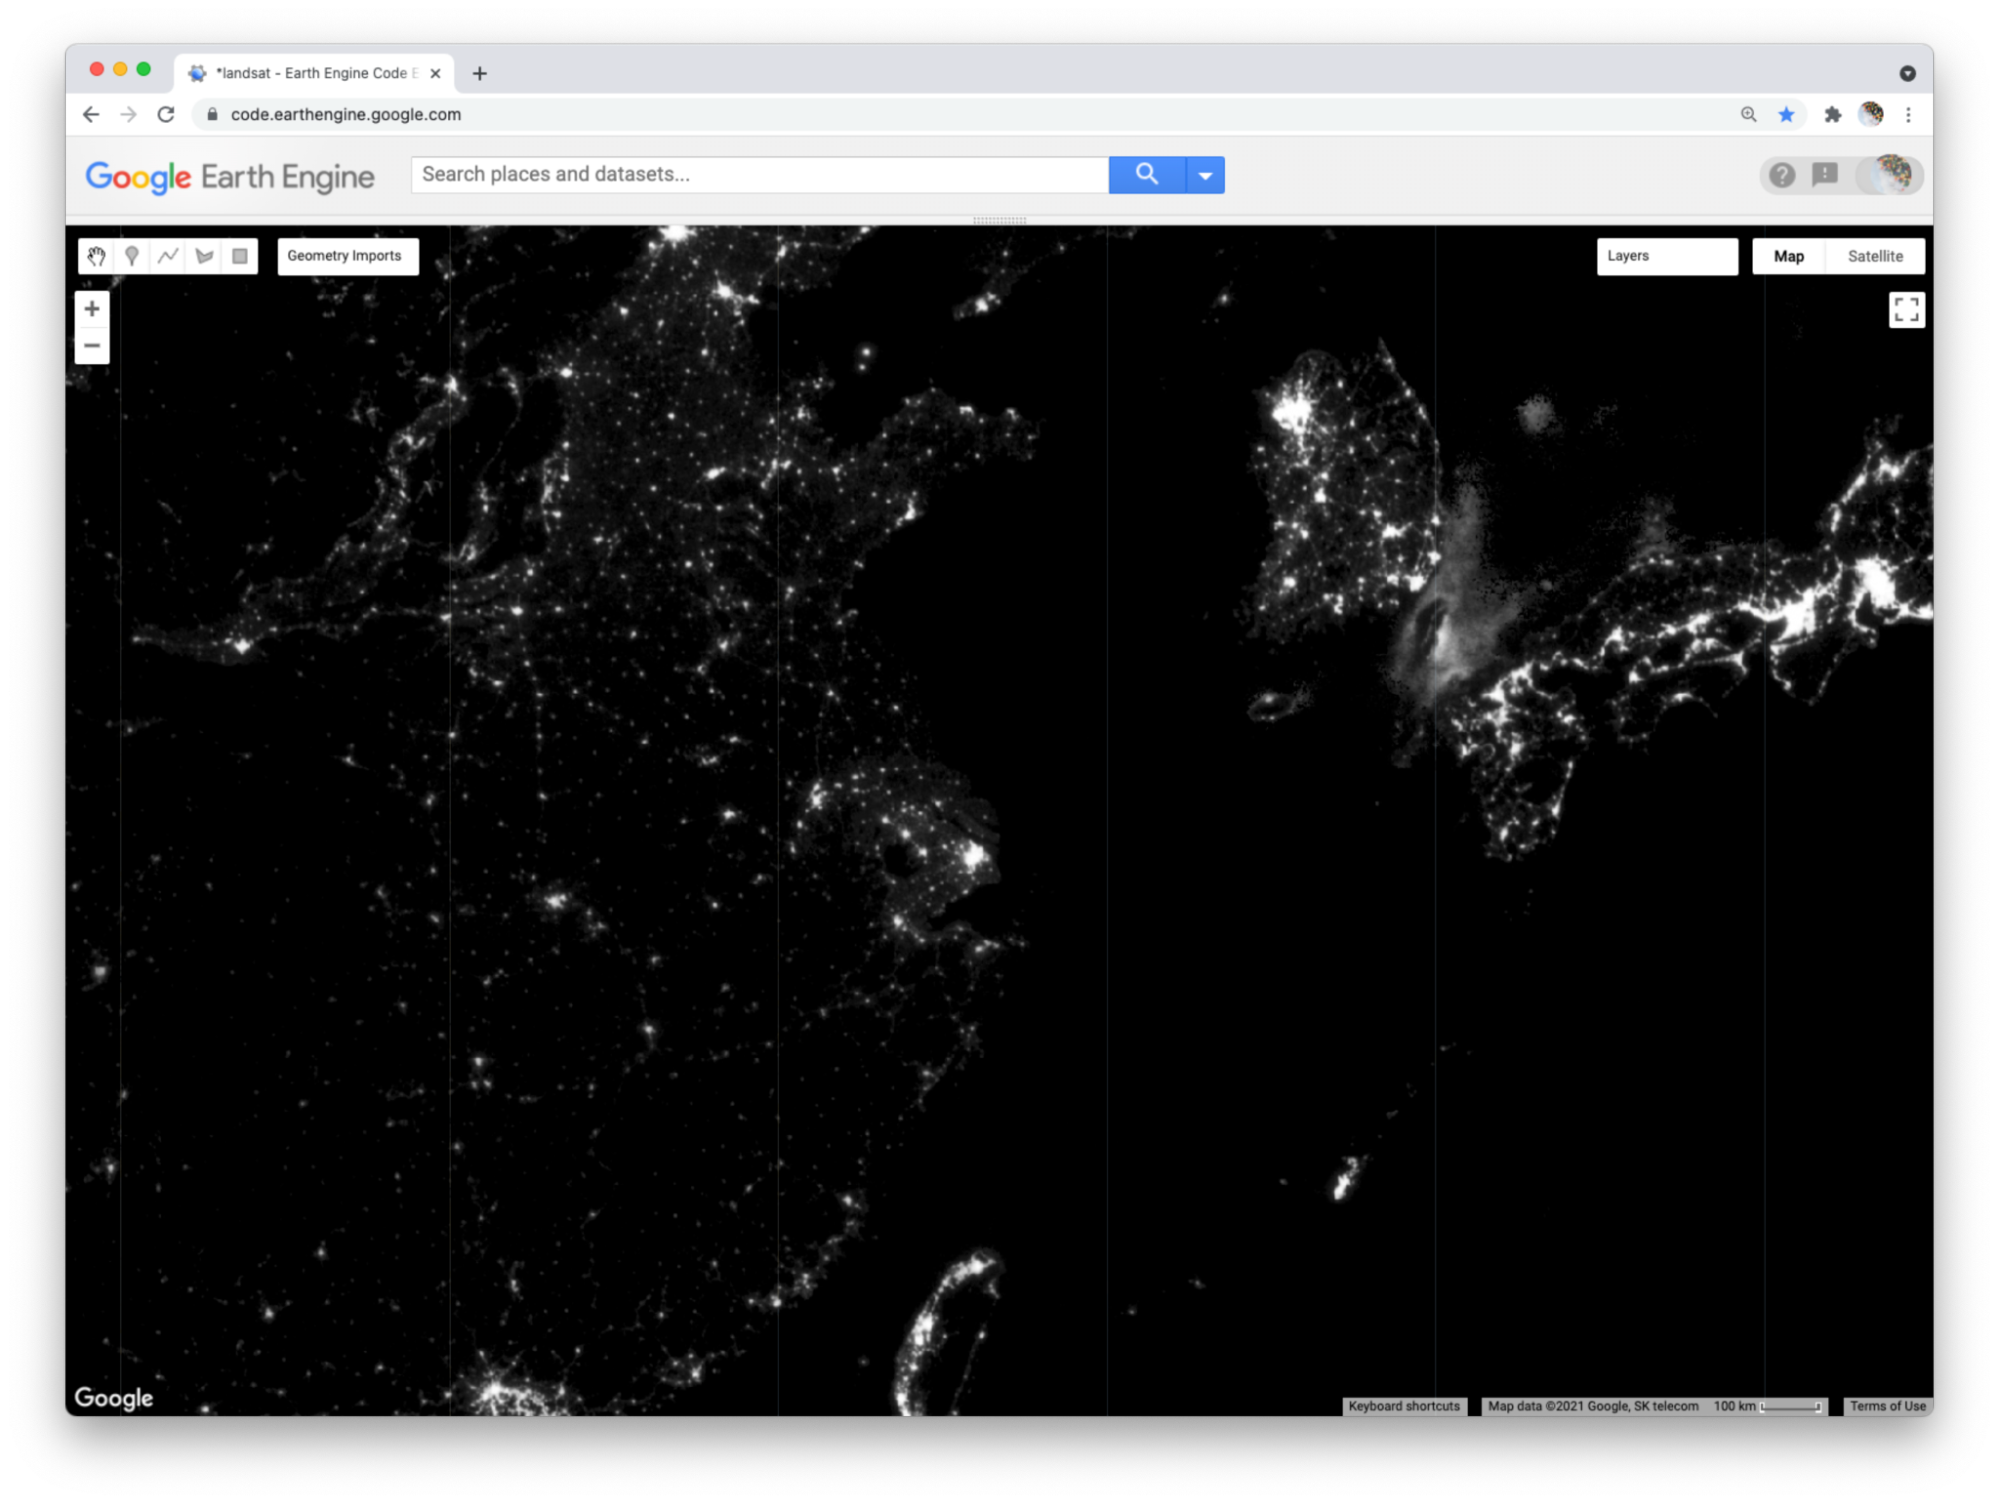 *landsat - Earth Engine Code E
code.earthengine.google.com
Google Earth Engine
Search places and datasets...
Geometry Imports
Layers
Map
Satellite
Google
Keyboard shortcuts
Map data ©2021 Google, SK telecom
100 km
Terms of Use